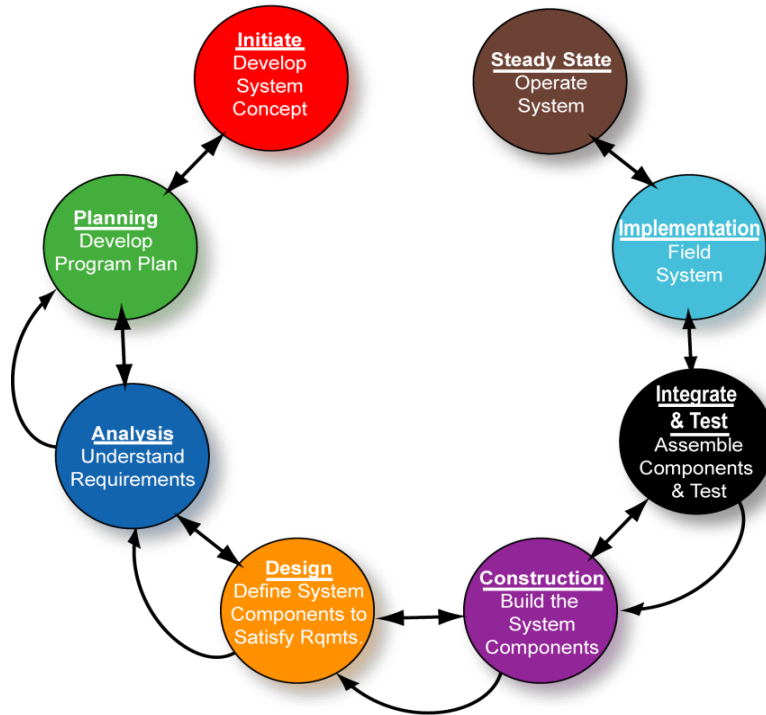 Initiate
Develop
System
Concept
Steady State
Operate
System
Planning
Develop
Program Plan
Implementation
Field
System
Analysis
Understand
Requirements
Integrate
& Test
Assemble
Components
& Test
Design
Define System
Components to
Satisfy Rqmts.
Construction
Build the
System
Components